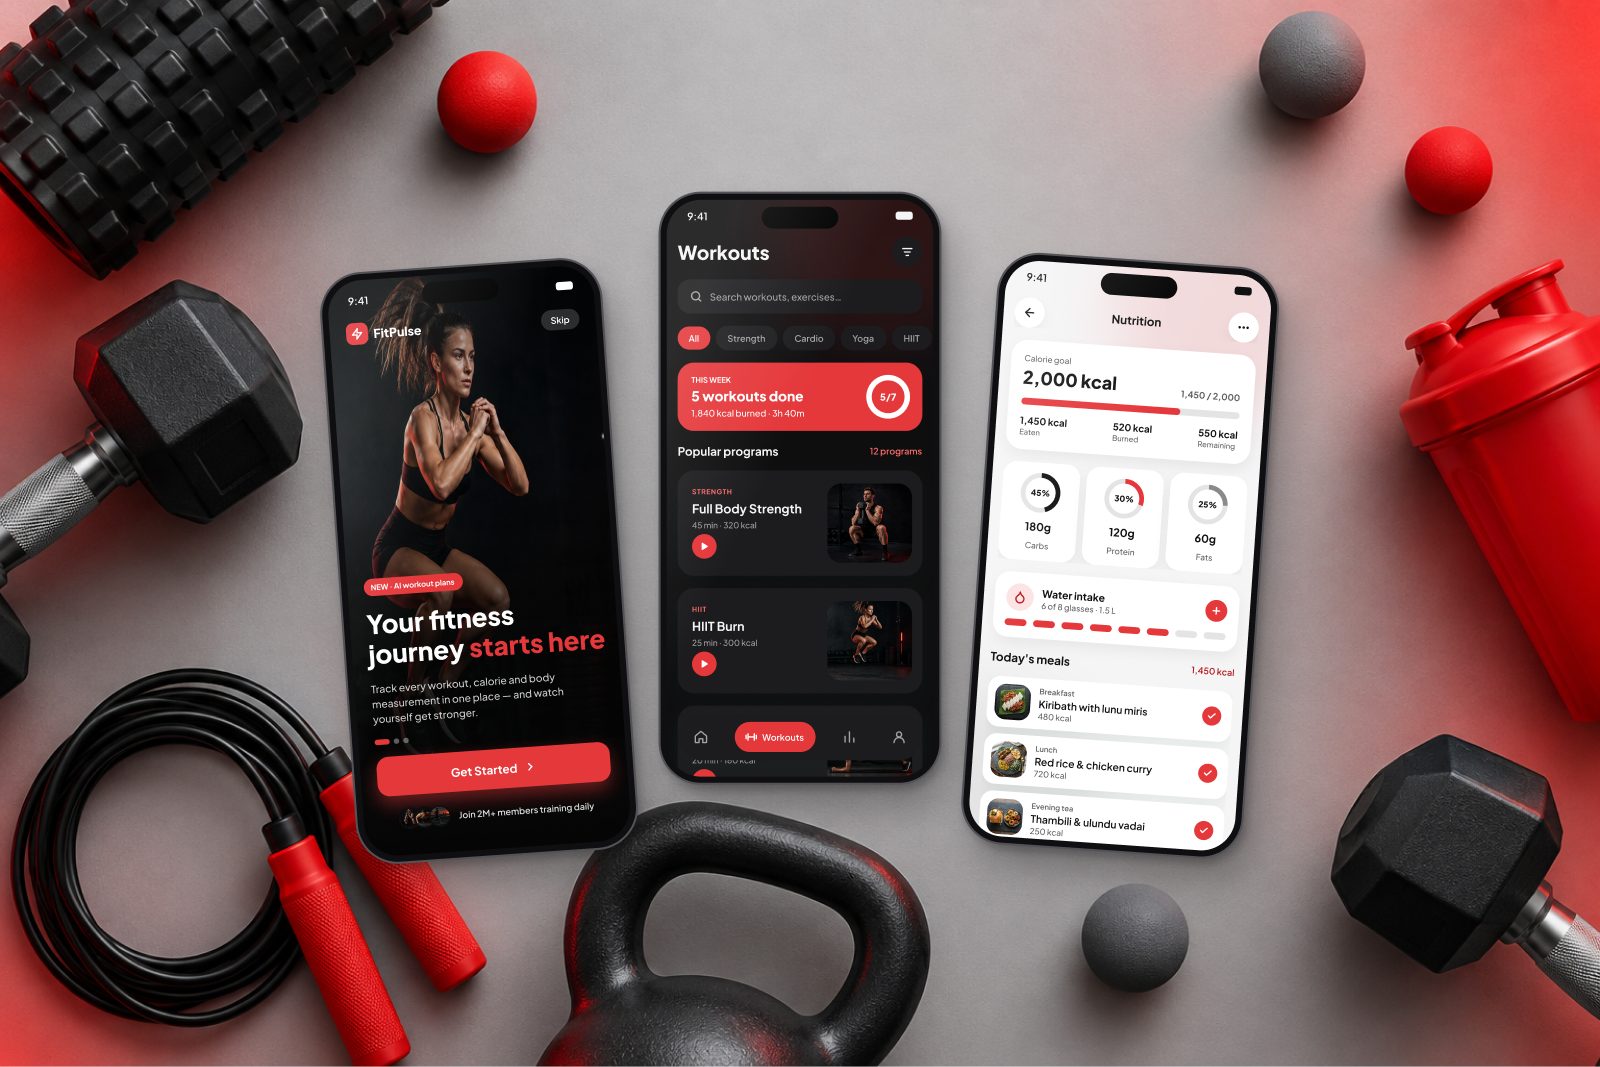 9:41
FitPulse
Skip
NEW · AI workout plans
Your fitness
journey starts here
Track every workout, calorie and body
measurement in one place — and watch
yourself get stronger.
Get Started
Join 2M+ members training daily
9:41
Workouts
Search workouts, exercises...
All Strength Cardio Yoga HIIT
THIS WEEK
5 workouts done
1,840 kcal burned · 3h 40m
5/7
Popular programs
12 programs
STRENGTH
Full Body Strength
45 min · 320 kcal
HIIT
HIIT Burn
25 min · 300 kcal
Workouts
20 min · 180 kcal
9:41
Nutrition
Calorie goal
2,000 kcal
1,450 / 2,000
1,450 kcal
Eaten
520 kcal
Burned
550 kcal
Remaining
45%
180g
Carbs
30%
120g
Protein
25%
60g
Fats
Water intake
6 of 8 glasses · 1.5 L
Today's meals
1,450 kcal
Breakfast
Kiribath with lunu miris
480 kcal
Lunch
Red rice & chicken curry
720 kcal
Evening tea
Thambili & ulundu vadai
250 kcal